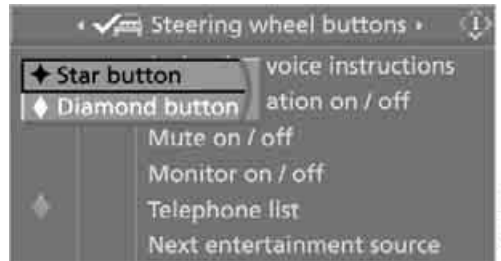 Steering wheel buttons
Star button
voice instructions
Diamond button
ation on / off
Mute on / off
Monitor on / off
Telephone list
Next entertainment source